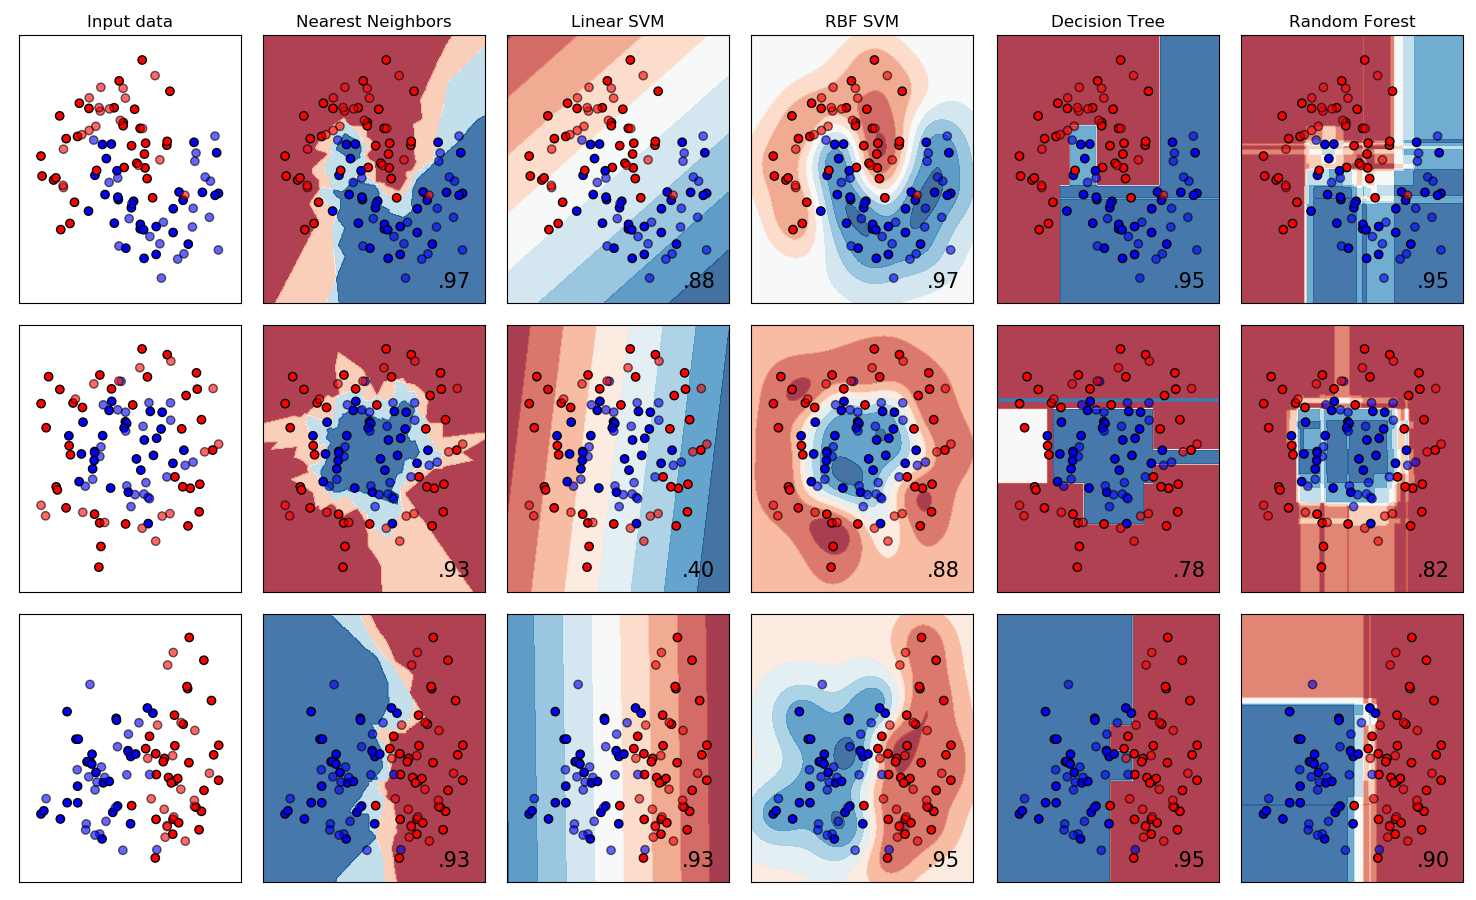 Input data Nearest Neighbors Linear SVM RBF SVM Decision Tree Random Forest
.97 .88 .97 .95 .95
.93 .40 .88 .78 .82
.93 .93 .95 .95 .90